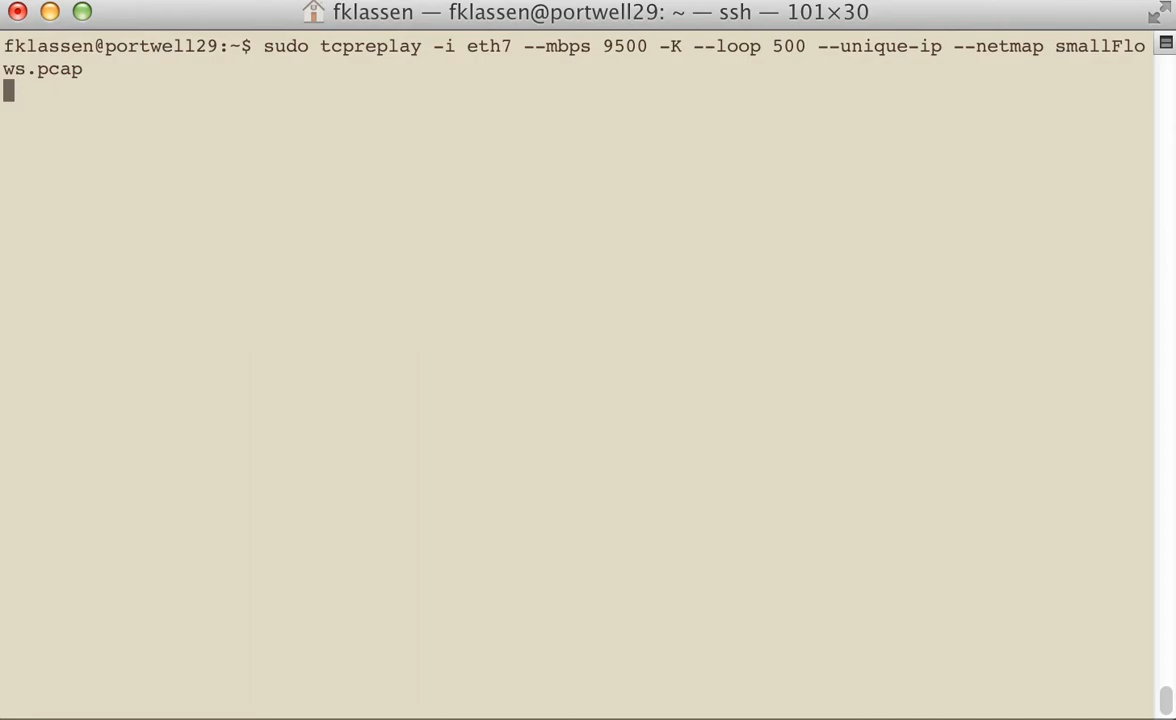 fklassen — fklassen@portwell29: ~ — ssh — 101×30
fklassen@portwell29:~$ sudo tcpreplay -i eth7 --mbps 9500 -K --loop 500 --unique-ip --netmap smallFlo
ws.pcap